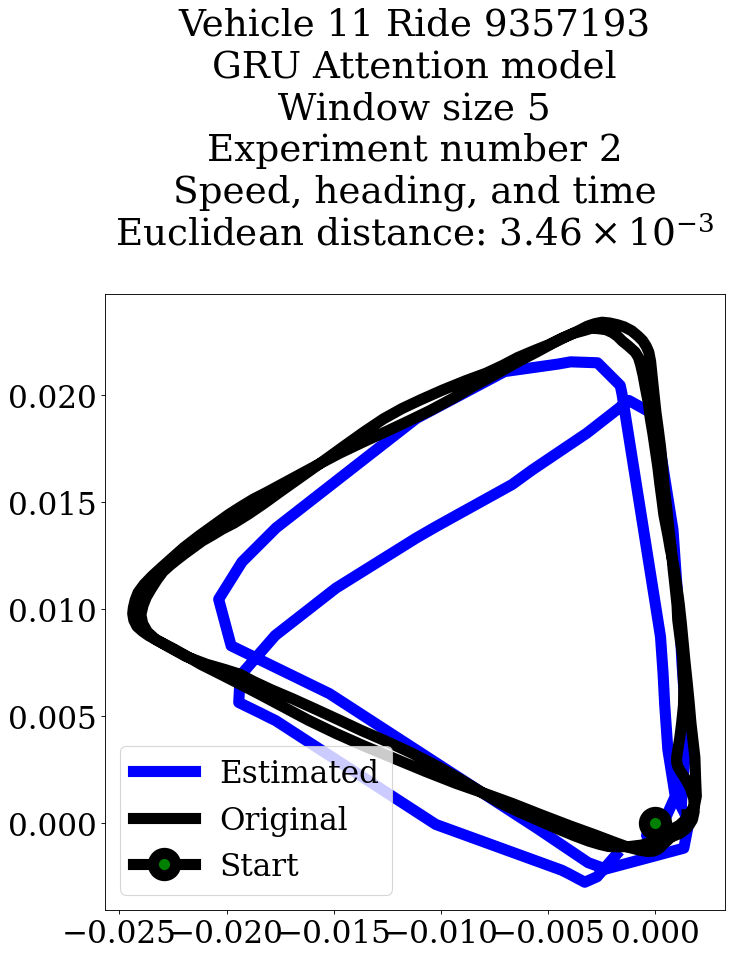 Vehicle 11 Ride 9357193
GRU Attention model
Window size 5
Experiment number 2
Speed, heading, and time
Euclidean distance: 3.46 × 10⁻³
0.020
0.015
0.010
0.005
0.000
Estimated
Original
Start
−0.025 −0.020 −0.015 −0.010 −0.005 0.000